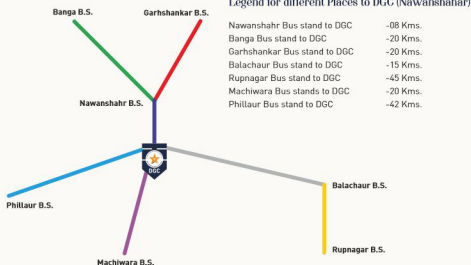 Legend for different Places to DGC (Nawanshahar)
Banga B.S.
Garhshankar B.S.
Nawanshahr Bus stand to DGC -08 Kms.
Banga Bus stand to DGC -20 Kms.
Garhshankar Bus stand to DGC -20 Kms.
Balachaur Bus stand to DGC -15 Kms.
Rupnagar Bus stand to DGC -45 Kms.
Machiwara Bus stands to DGC -20 Kms.
Phillaur Bus stand to DGC -42 Kms.
Nawanshahr B.S.
DGC
Balachaur B.S.
Phillaur B.S.
Rupnagar B.S.
Machiwara B.S.